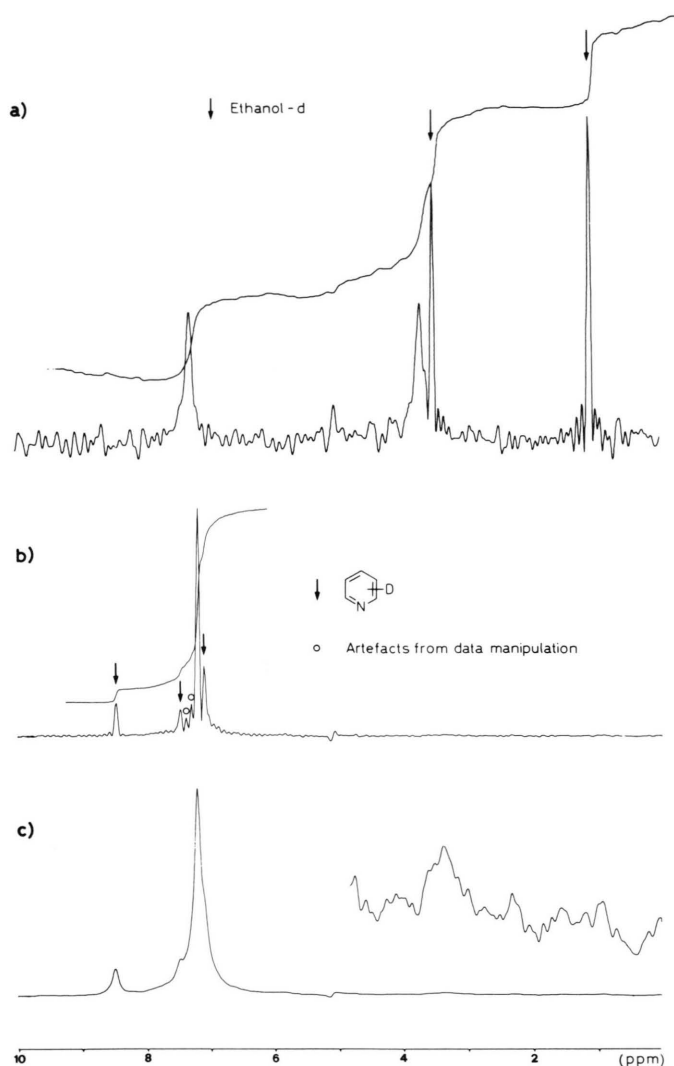 a)
Ethanol-d
b)
D
N
Artefacts from data manipulation
c)
10 8 6 4 2 (ppm)